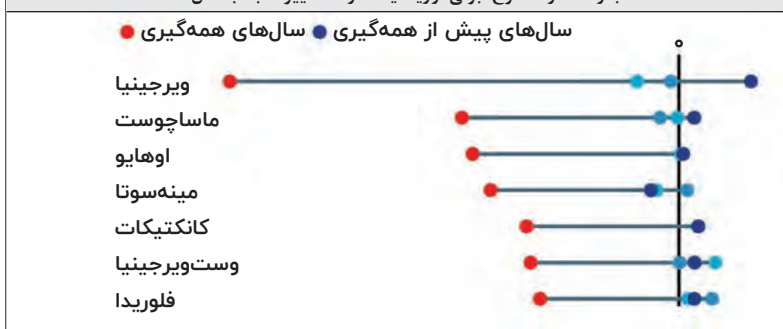 سال‌های پیش از همه‌گیری سال‌های همه‌گیری
۰
ویرجینیا
ماساچوست
اوهایو
مینه‌سوتا
کانکتیکات
وست‌ویرجینیا
فلوریدا